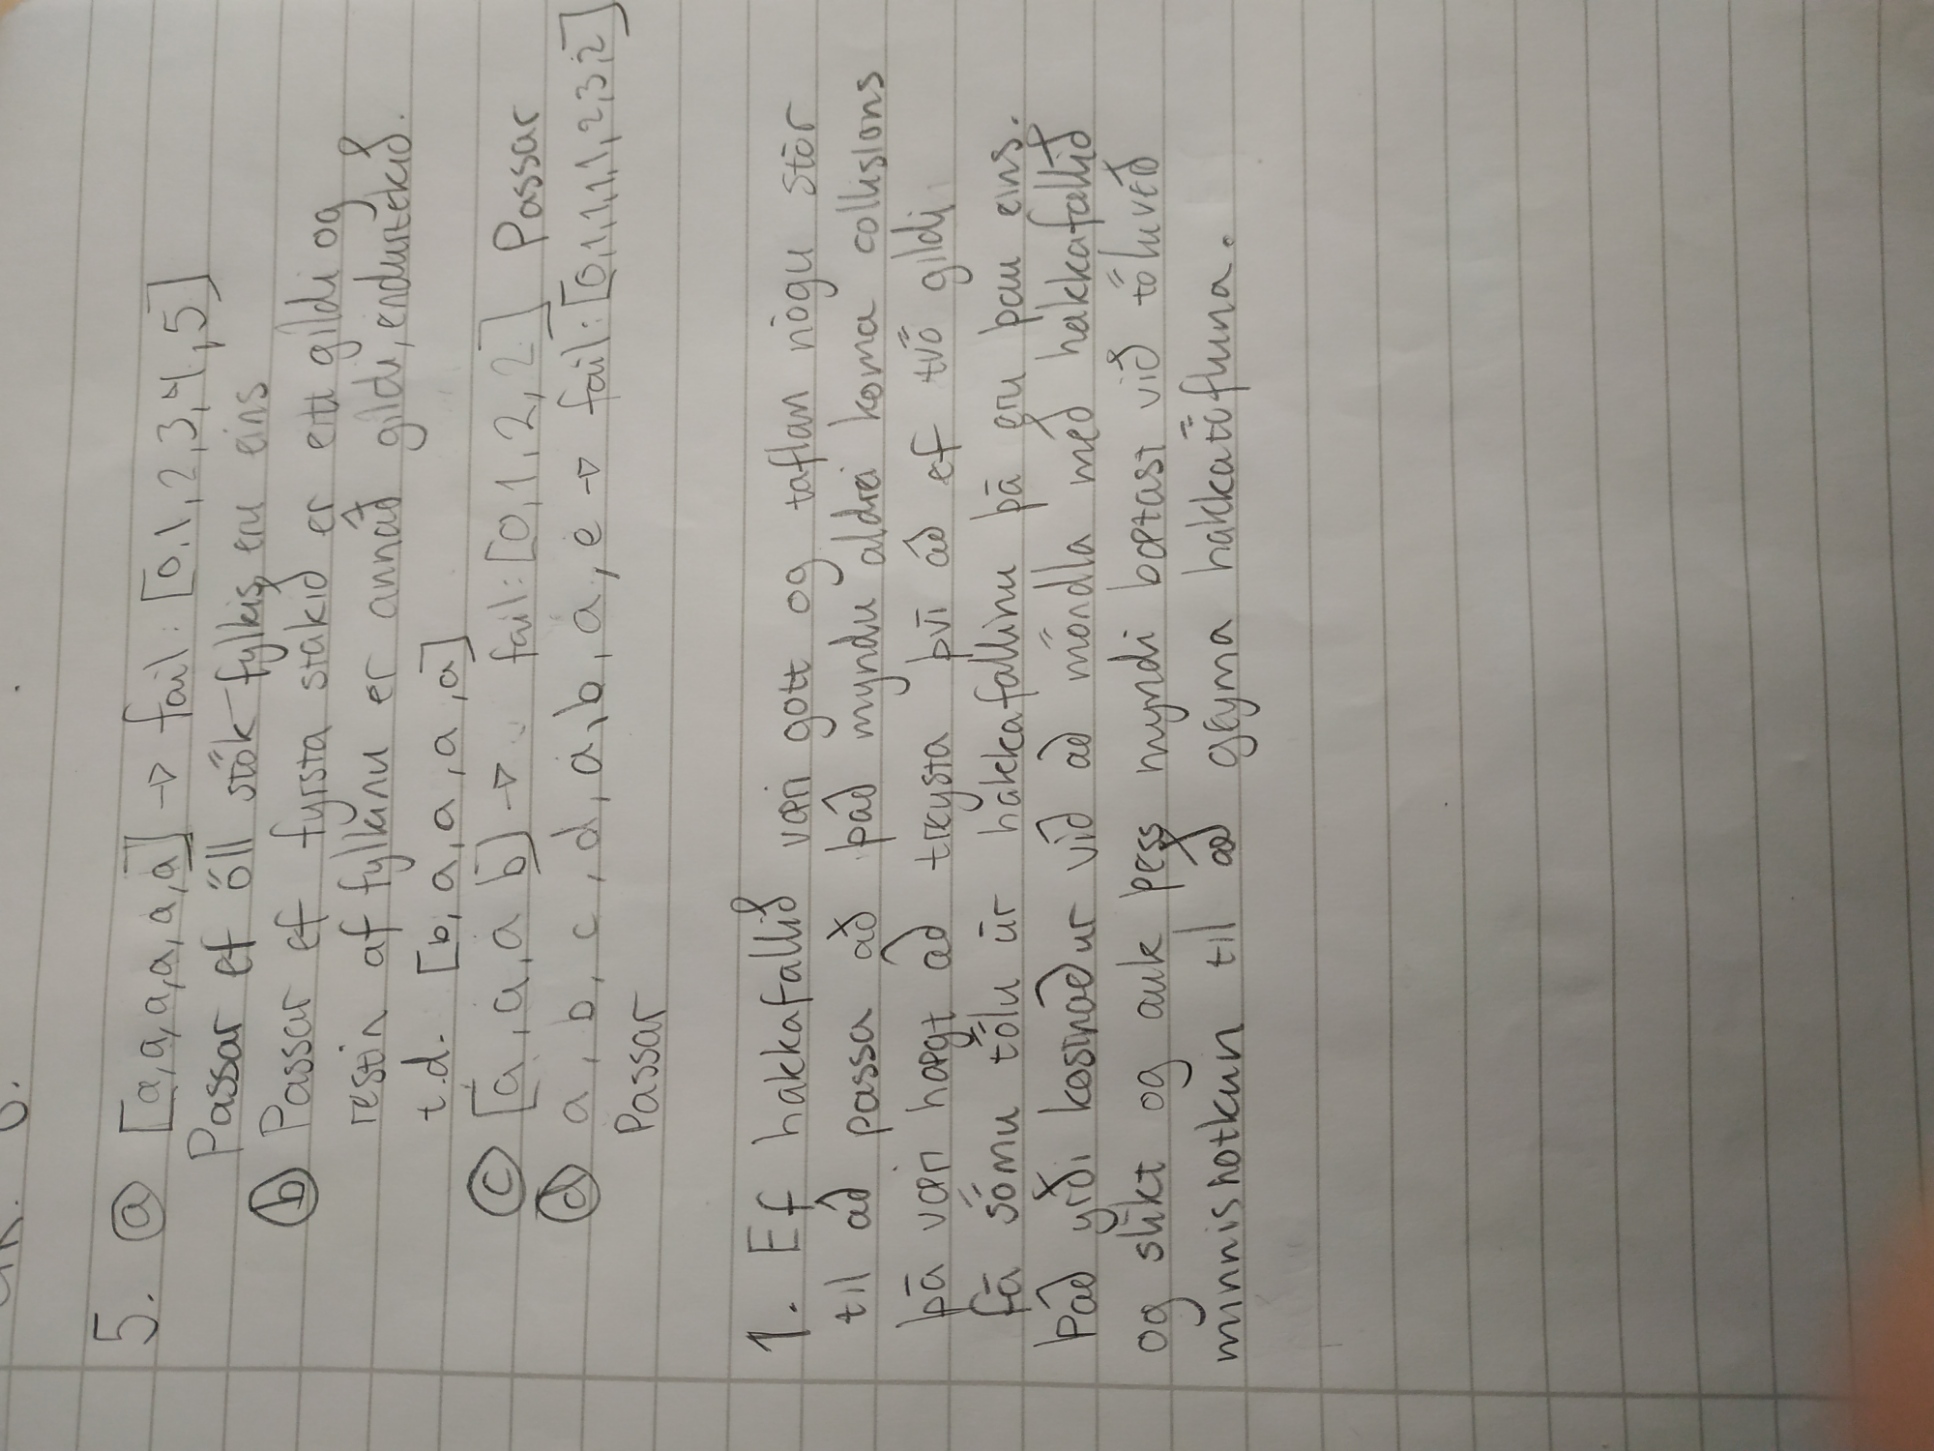 5. ⓐ [a, a, a, a, a, a] → fail: [0, 1, 2, 3, 4, 5]
Passar ef öll stök fylkis eru eins
ⓑ Passar ef fyrsta stakið er eitt gildi og
restin af fylkinu er annað gildi, endurtekið.
t.d. [b, a, a, a, a]
ⓒ [a, a, a b] → fail: [0, 1, 2, 2] Passar
ⓓ a, b, c, d, a, b, a, e → fail: [0, 1, 1, 1, 1, 2, 3, 2]
Passar
1. Ef hakkafallið væri gott og taflan nógu stór
til að passa að það myndu aldrei koma collisions
þá væri hægt að treysta því að ef tvö gildi
fá sömu tölu úr hakkafallinu þá eru þau eins.
Það yrði kostnaður við að möndla með hakkafallið
og slíkt og auk þess myndi bætast við töluverð
minnisnotkun til að geyma hakkatöfluna.